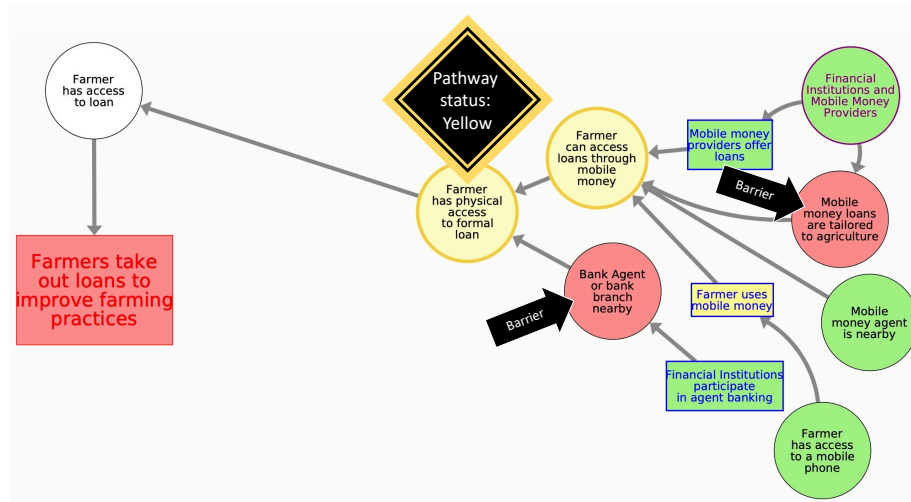 Farmer
has access
to loan
Pathway
status:
Yellow
Farmer
can access
loans through
mobile
money
Mobile money
providers offer
loans
Financial
Institutions and
Mobile Money
Providers
Barrier
Mobile
money loans
are tailored
to agriculture
Farmer
has physical
access
to formal
loan
Farmers take
out loans to
improve farming
practices
Bank Agent
or bank
branch
nearby
Barrier
Farmer uses
mobile money
Mobile
money agent
is nearby
Financial Institutions
participate
in agent banking
Farmer
has access
to a mobile
phone